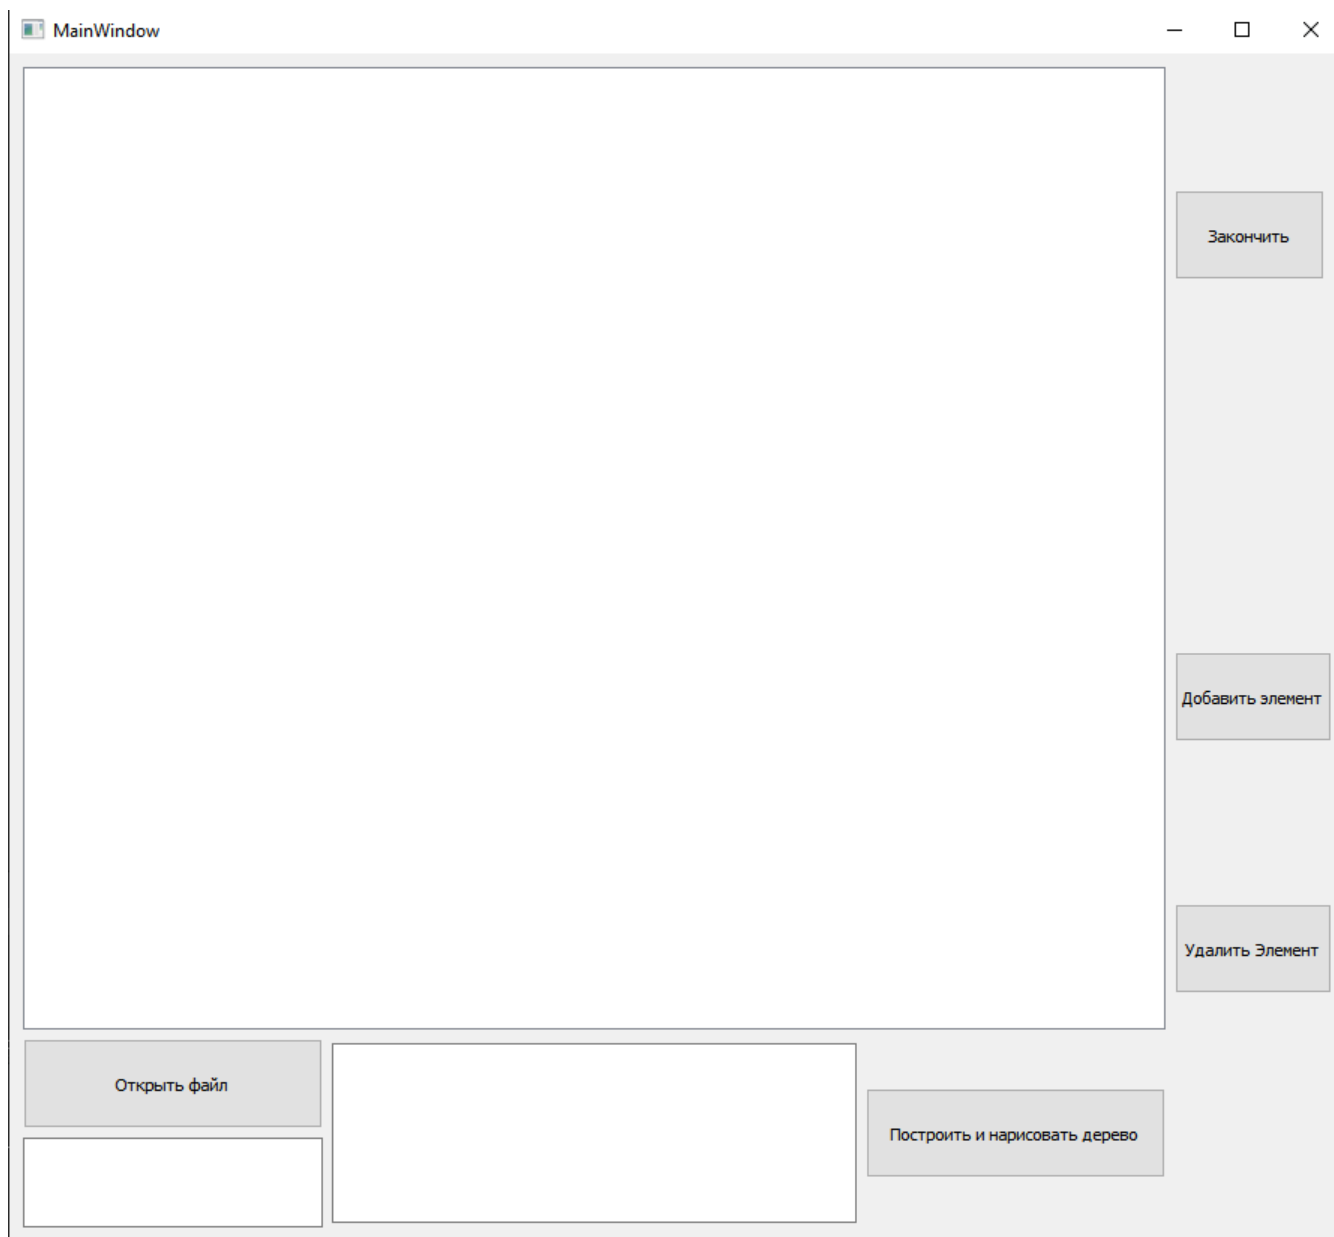 MainWindow
Закончить
Добавить элемент
Удалить Элемент
Открыть файл
Построить и нарисовать дерево